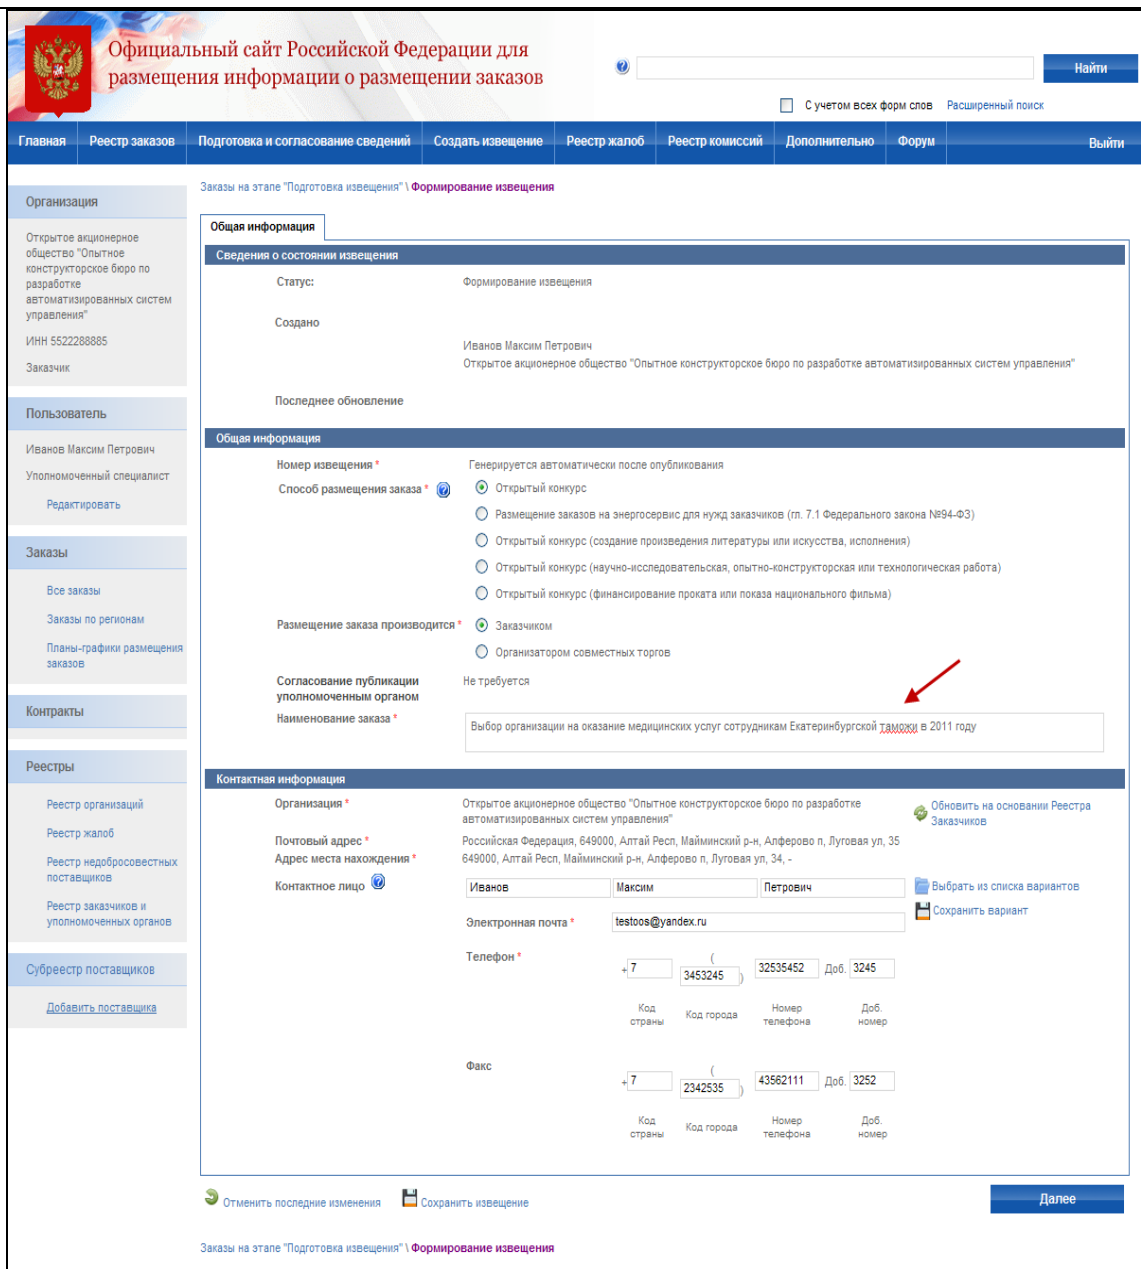 Официальный сайт Российской Федерации для
размещения информации о размещении заказов
Найти
С учетом всех форм слов Расширенный поиск
Главная Реестр заказов Подготовка и согласование сведений Создать извещение Реестр жалоб Реестр комиссий Дополнительно Форум Выйти
Организация
Открытое акционерное
общество "Опытное
конструкторское бюро по
разработке
автоматизированных систем
управления"
ИНН 5522288885
Заказчик
Пользователь
Иванов Максим Петрович
Уполномоченный специалист
Редактировать
Заказы
Все заказы
Заказы по регионам
Планы-графики размещения
заказов
Контракты
Реестры
Реестр организаций
Реестр жалоб
Реестр недобросовестных
поставщиков
Реестр заказчиков и
уполномоченных органов
Субреестр поставщиков
Добавить поставщика
Заказы на этапе "Подготовка извещения" \ Формирование извещения
Общая информация
Сведения о состоянии извещения
Статус: Формирование извещения
Создано
Иванов Максим Петрович
Открытое акционерное общество "Опытное конструкторское бюро по разработке автоматизированных систем управления"
Последнее обновление
Общая информация
Номер извещения * Генерируется автоматически после опубликования
Способ размещения заказа * Открытый конкурс
Размещение заказов на энергосервис для нужд заказчиков (гл. 7.1 Федерального закона №94-ФЗ)
Открытый конкурс (создание произведения литературы или искусства, исполнения)
Открытый конкурс (научно-исследовательская, опытно-конструкторская или технологическая работа)
Открытый конкурс (финансирование проката или показа национального фильма)
Размещение заказа производится * Заказчиком
Организатором совместных торгов
Согласование публикации Не требуется
уполномоченным органом
Наименование заказа *
Выбор организации на оказание медицинских услуг сотрудникам Екатеринбургской таможи в 2011 году
Контактная информация
Организация * Открытое акционерное общество "Опытное конструкторское бюро по разработке
автоматизированных систем управления"
Обновить на основании Реестра
Заказчиков
Почтовый адрес * Российская Федерация, 649000, Алтай Респ, Майминский р-н, Алферово п, Луговая ул, 35
Адрес места нахождения * 649000, Алтай Респ, Майминский р-н, Алферово п, Луговая ул, 34, -
Контактное лицо Иванов Максим Петрович Выбрать из списка вариантов
Сохранить вариант
Электронная почта * testoos@yandex.ru
Телефон * + 7 ( 3453245 ) 32535452 Доб. 3245
Код страны Код города Номер телефона Доб. номер
Факс + 7 ( 2342535 ) 43562111 Доб. 3252
Код страны Код города Номер телефона Доб. номер
Отменить последние изменения Сохранить извещение Далее
Заказы на этапе "Подготовка извещения" \ Формирование извещения